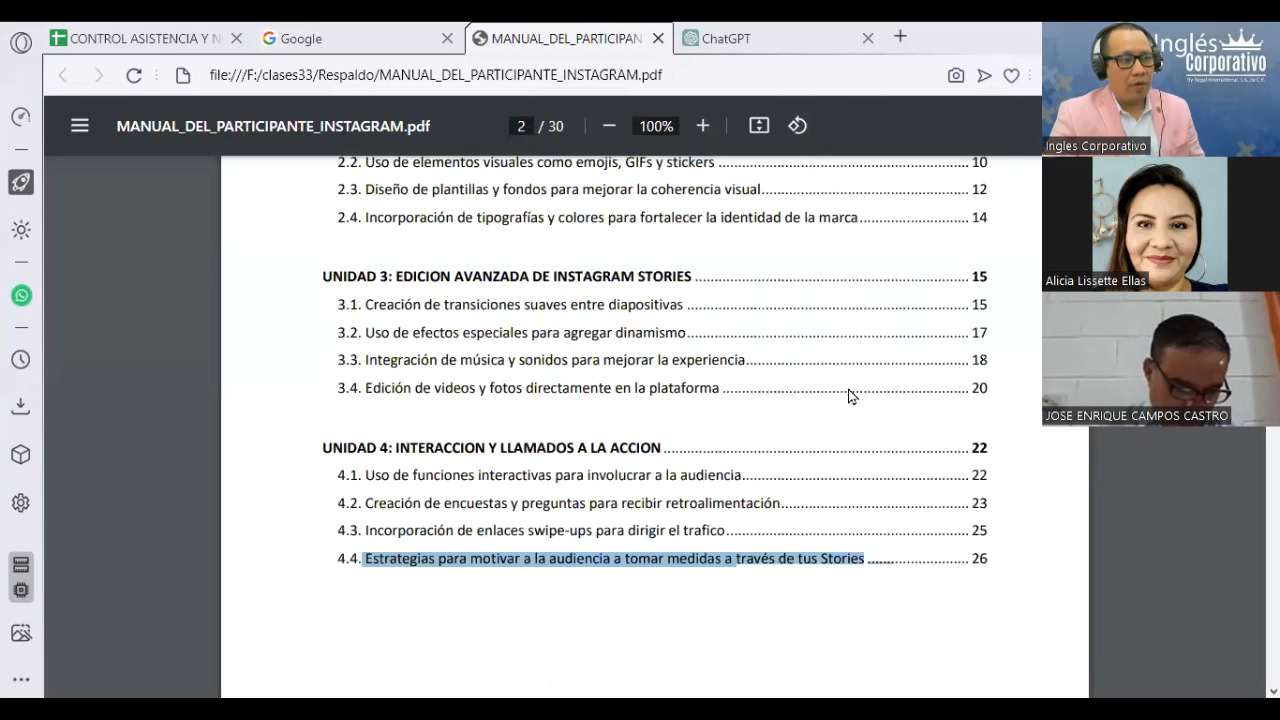 CONTROL ASISTENCIA Y N
Google
MANUAL_DEL_PARTICIPAN
ChatGPT
file:///F:/clases33/Respaldo/MANUAL_DEL_PARTICIPANTE_INSTAGRAM.pdf
MANUAL_DEL_PARTICIPANTE_INSTAGRAM.pdf
2 / 30
100%
2.2. Uso de elementos visuales como emojis, GIFs y stickers ........ 10
2.3. Diseño de plantillas y fondos para mejorar la coherencia visual ........ 12
2.4. Incorporación de tipografías y colores para fortalecer la identidad de la marca ........ 14
UNIDAD 3: EDICION AVANZADA DE INSTAGRAM STORIES ........ 15
3.1. Creación de transiciones suaves entre diapositivas ........ 15
3.2. Uso de efectos especiales para agregar dinamismo ........ 17
3.3. Integración de música y sonidos para mejorar la experiencia ........ 18
3.4. Edición de videos y fotos directamente en la plataforma ........ 20
UNIDAD 4: INTERACCION Y LLAMADOS A LA ACCION ........ 22
4.1. Uso de funciones interactivas para involucrar a la audiencia ........ 22
4.2. Creación de encuestas y preguntas para recibir retroalimentación ........ 23
4.3. Incorporación de enlaces swipe-ups para dirigir el trafico ........ 25
4.4. Estrategias para motivar a la audiencia a tomar medidas a través de tus Stories ........ 26
Inglés
Corporativo
Ingles Corporativo
Alicia Lissette Ellas
JOSE ENRIQUE CAMPOS CASTRO